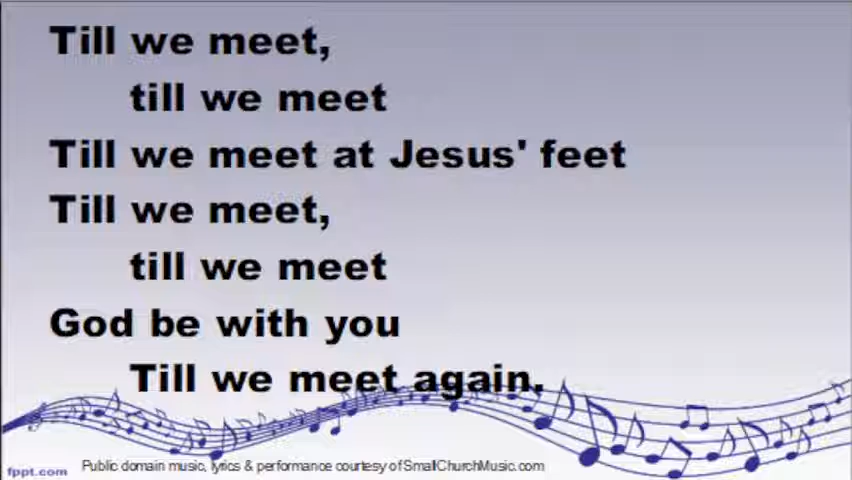 Till we meet,
till we meet
Till we meet at Jesus' feet
Till we meet,
till we meet
God be with you
Till we meet again.
fppt.com
Public domain music, lyrics & performance courtesy of SmallChurchMusic.com